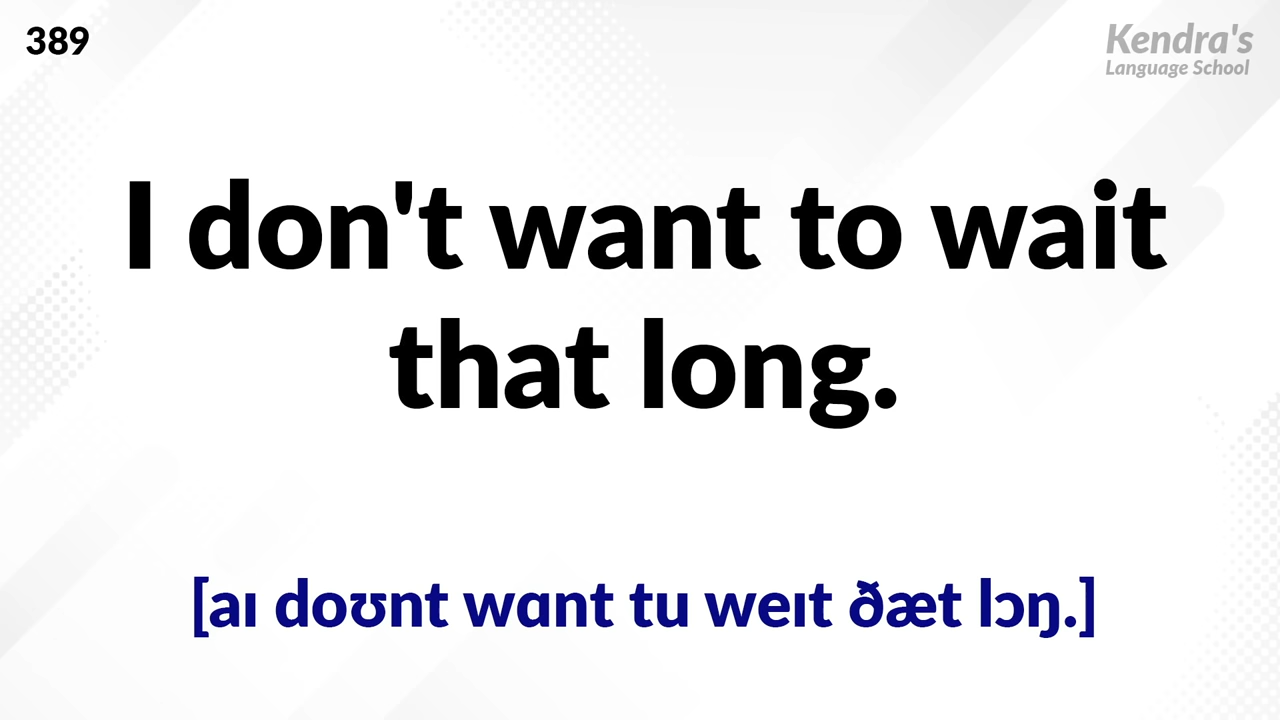 389
Kendra's
Language School
I don't want to wait
that long.
[aɪ doʊnt wɑnt tu weɪt ðæt lɔŋ.]